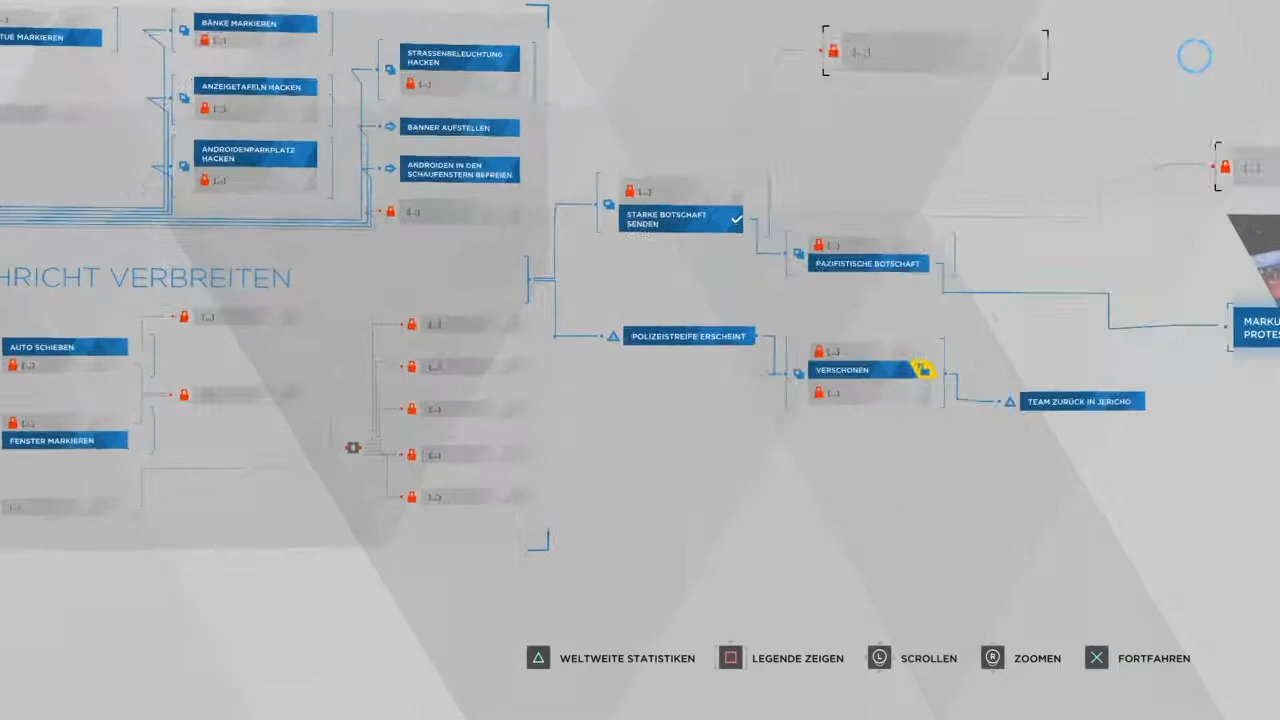 TUE MARKIEREN
BÄNKE MARKIEREN
ANZEIGETAFELN HACKEN
ANDROIDENPARKPLATZ
HACKEN
STRASSENBELEUCHTUNG
HACKEN
BANNER AUFSTELLEN
ANDROIDEN IN DEN
SCHAUFENSTERN BEFREIEN
STARKE BOTSCHAFT
SENDEN
PAZIFISTISCHE BOTSCHAFT
HRICHT VERBREITEN
MARKU
PROTES
POLIZEISTREIFE ERSCHEINT
AUTO SCHIEBEN
VERSCHONEN
TEAM ZURÜCK IN JERICHO
FENSTER MARKIEREN
WELTWEITE STATISTIKEN
LEGENDE ZEIGEN
L
SCROLLEN
R
ZOOMEN
FORTFAHREN